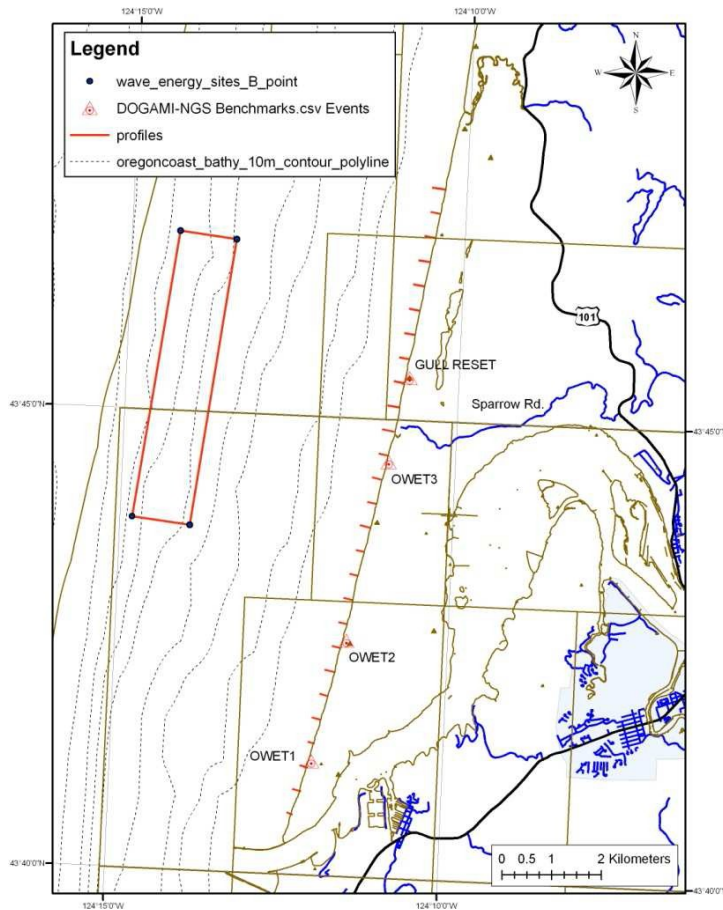 124°15'0"W
124°10'0"W
Legend
wave_energy_sites_B_point
DOGAMI-NGS Benchmarks.csv Events
profiles
oregoncoast_bathy_10m_contour_polyline
N
W
E
S
101
GULL RESET
43°45'0"N
Sparrow Rd.
43°45'0"N
OWET3
OWET2
OWET1
0 0.5 1 2 Kilometers
43°40'0"N
43°40'0"N
124°15'0"W
124°10'0"W